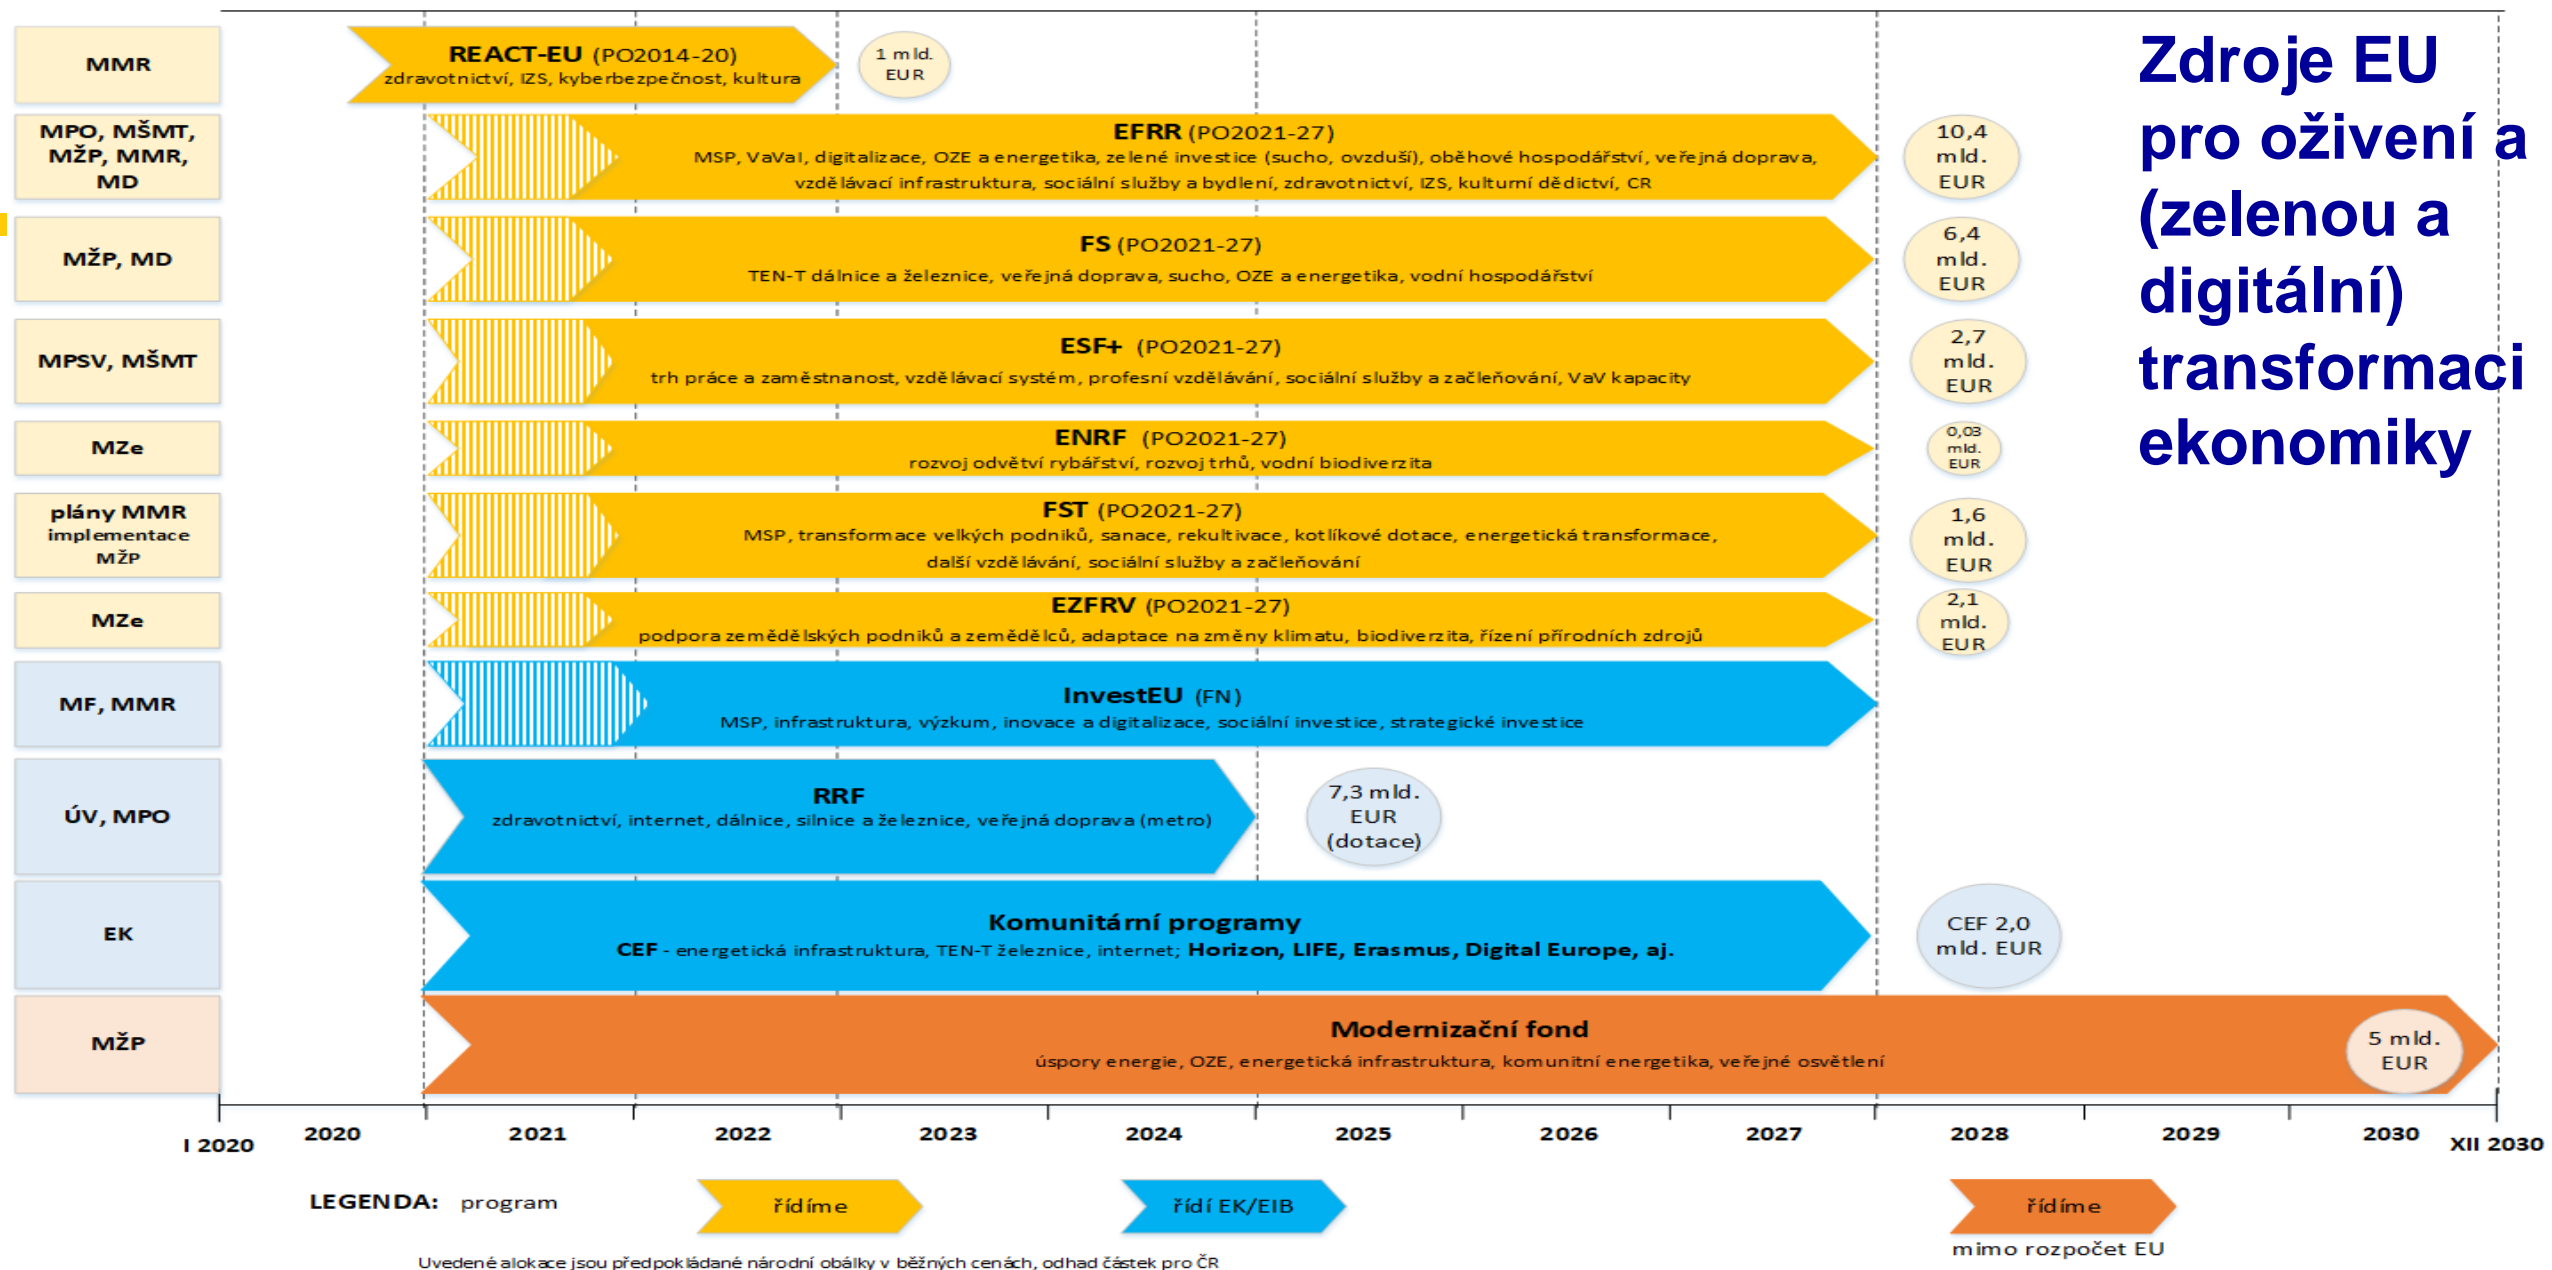 Zdroje EU
pro oživení a
(zelenou a
digitální)
transformaci
ekonomiky
MMR
REACT-EU (PO2014-20)
zdravotnictví, IZS, kyberbezpečnost, kultura
1 mld.
EUR
MPO, MŠMT,
MŽP, MMR,
MD
EFRR (PO2021-27)
MSP, VaVaI, digitalizace, OZE a energetika, zelené investice (sucho, ovzduší), oběhové hospodářství, veřejná doprava,
vzdělávací infrastruktura, sociální služby a bydlení, zdravotnictví, IZS, kulturní dědictví, CR
10,4
mld.
EUR
MŽP, MD
FS (PO2021-27)
TEN-T dálnice a železnice, veřejná doprava, sucho, OZE a energetika, vodní hospodářství
6,4
mld.
EUR
MPSV, MŠMT
ESF+ (PO2021-27)
trh práce a zaměstnanost, vzdělávací systém, profesní vzdělávání, sociální služby a začleňování, VaV kapacity
2,7
mld.
EUR
MZe
ENRF (PO2021-27)
rozvoj odvětví rybářství, rozvoj trhů, vodní biodiverzita
0,03
mld.
EUR
plány MMR
implementace
MŽP
FST (PO2021-27)
MSP, transformace velkých podniků, sanace, rekultivace, kotlíkové dotace, energetická transformace,
další vzdělávání, sociální služby a začleňování
1,6
mld.
EUR
MZe
EZFRV (PO2021-27)
podpora zemědělských podniků a zemědělců, adaptace na změny klimatu, biodiverzita, řízení přírodních zdrojů
2,1
mld.
EUR
MF, MMR
InvestEU (FN)
MSP, infrastruktura, výzkum, inovace a digitalizace, sociální investice, strategické investice
ÚV, MPO
RRF
zdravotnictví, internet, dálnice, silnice a železnice, veřejná doprava (metro)
7,3 mld.
EUR
(dotace)
EK
Komunitární programy
CEF - energetická infrastruktura, TEN-T železnice, internet; Horizon, LIFE, Erasmus, Digital Europe, aj.
CEF 2,0
mld. EUR
MŽP
Modernizační fond
úspory energie, OZE, energetická infrastruktura, komunitní energetika, veřejné osvětlení
5 mld.
EUR
I 2020 2020 2021 2022 2023 2024 2025 2026 2027 2028 2029 2030 XII 2030
LEGENDA: program řídíme řídí EK/EIB řídíme
mimo rozpočet EU
Uvedené alokace jsou předpokládané národní obálky v běžných cenách, odhad částek pro ČR